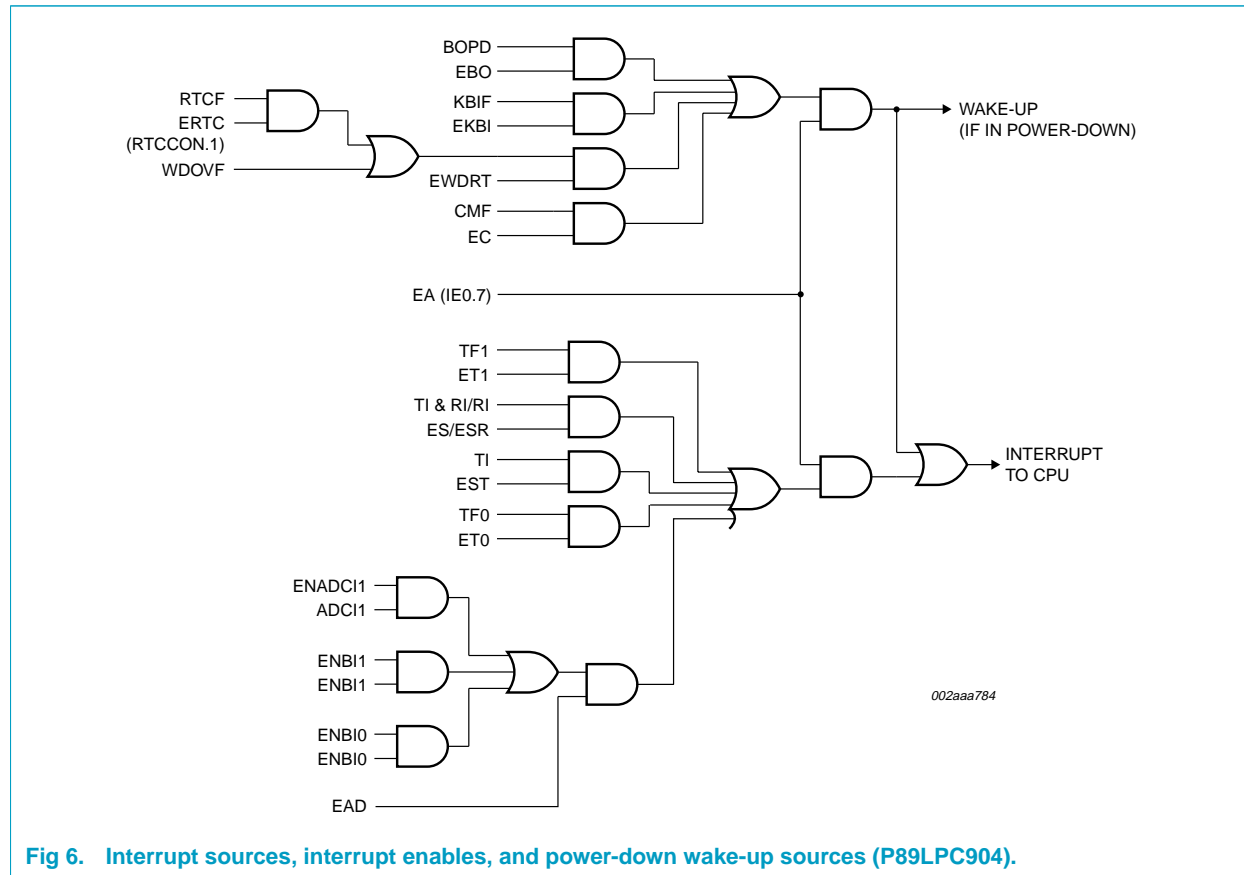 BOPD
EBO
RTCF
ERTC
(RTCCON.1)
WDOVF
KBIF
EKBI
EWDRT
CMF
EC
WAKE-UP
(IF IN POWER-DOWN)
EA (IE0.7)
TF1
ET1
TI & RI/RI
ES/ESR
TI
EST
TF0
ET0
INTERRUPT
TO CPU
ENADCI1
ADCI1
ENBI1
ENBI1
ENBI0
ENBI0
EAD
002aaa784
Fig 6. Interrupt sources, interrupt enables, and power-down wake-up sources (P89LPC904).